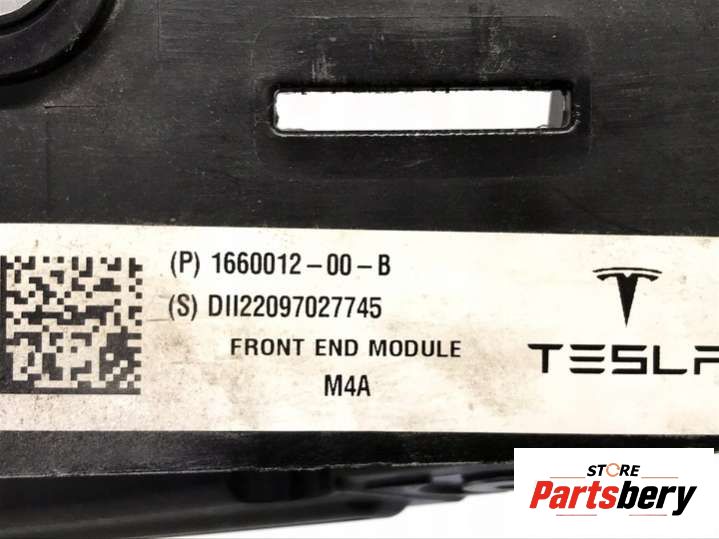 (P) 1660012-00-B
(S) DII22097027745
FRONT END MODULE
M4A
TESLA
STORE
Partsbery